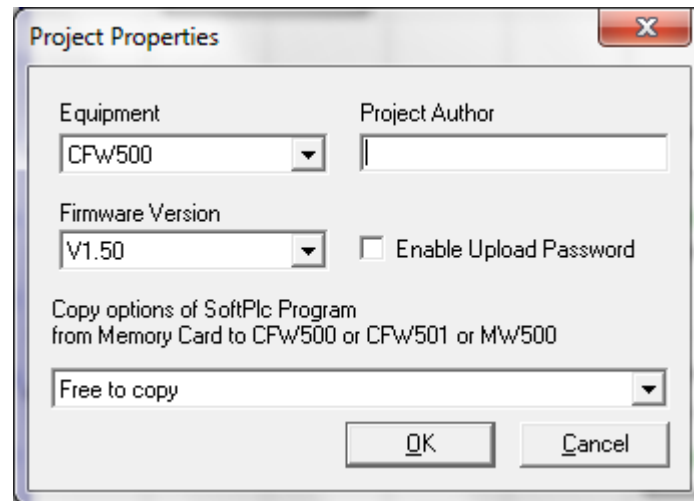 Project Properties
Equipment Project Author
CFW500
Firmware Version
V1.50 Enable Upload Password
Copy options of SoftPlc Program
from Memory Card to CFW500 or CFW501 or MW500
Free to copy
OK Cancel